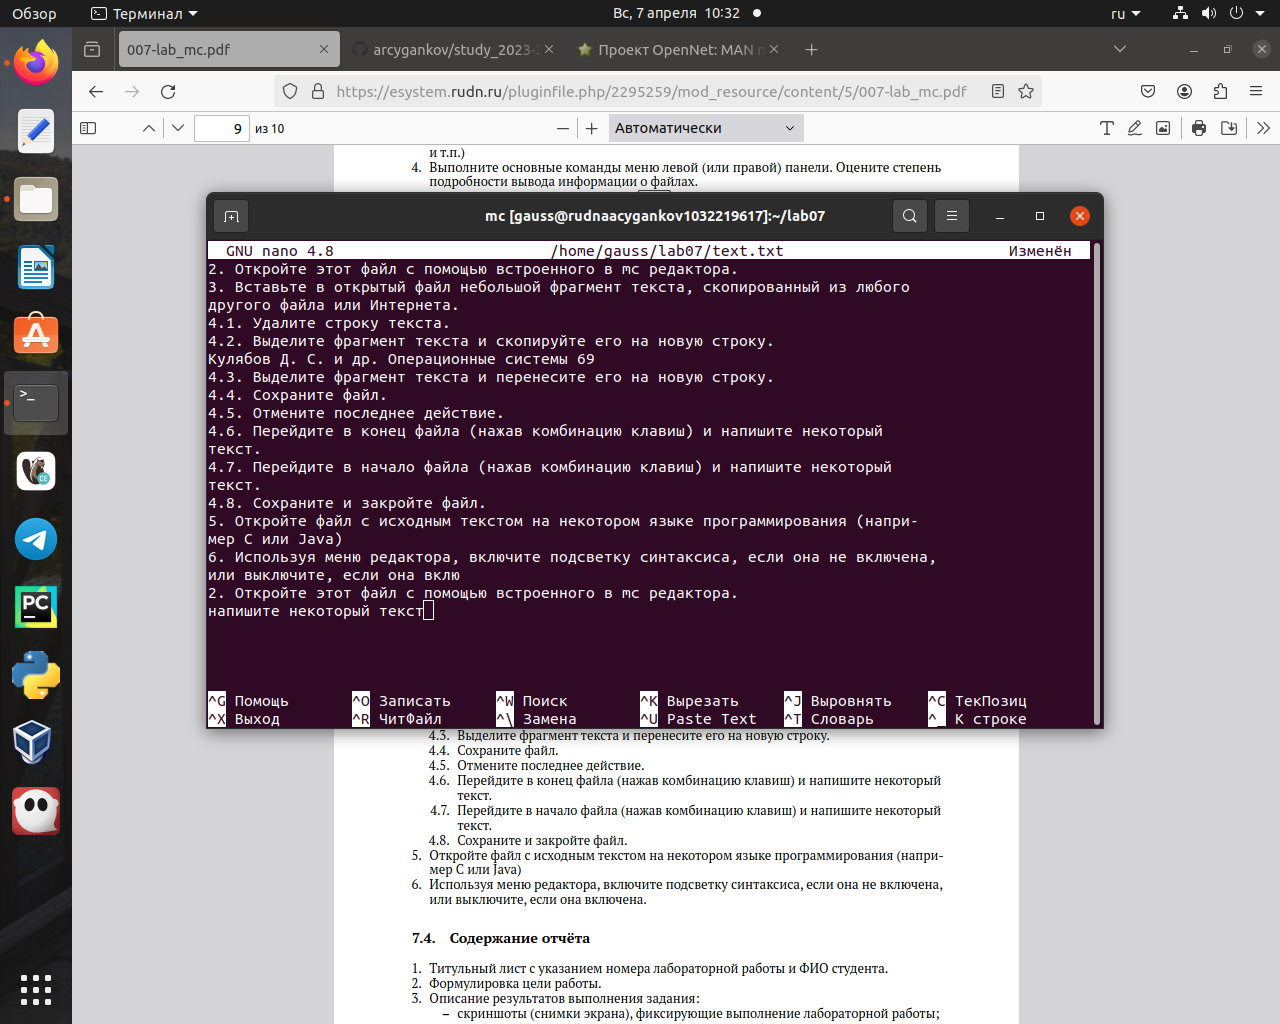 Обзор
Терминал
Вс, 7 апреля 10:32
ru
007-lab_mc.pdf
arcygankov/study_2023-2
Проект OpenNet: MAN m
https://esystem.rudn.ru/pluginfile.php/2295259/mod_resource/content/5/007-lab_mc.pdf
9
из 10
Автоматически
и т.п.)
4. Выполните основные команды меню левой (или правой) панели. Оцените степень
подробности вывода информации о файлах.
mc [gauss@rudnaacygankov1032219617]:~/lab07
GNU nano 4.8 /home/gauss/lab07/text.txt Изменён
2. Откройте этот файл с помощью встроенного в mc редактора.
3. Вставьте в открытый файл небольшой фрагмент текста, скопированный из любого
другого файла или Интернета.
4.1. Удалите строку текста.
4.2. Выделите фрагмент текста и скопируйте его на новую строку.
Кулябов Д. С. и др. Операционные системы 69
4.3. Выделите фрагмент текста и перенесите его на новую строку.
4.4. Сохраните файл.
4.5. Отмените последнее действие.
4.6. Перейдите в конец файла (нажав комбинацию клавиш) и напишите некоторый
текст.
4.7. Перейдите в начало файла (нажав комбинацию клавиш) и напишите некоторый
текст.
4.8. Сохраните и закройте файл.
5. Откройте файл с исходным текстом на некотором языке программирования (напри-
мер C или Java)
6. Используя меню редактора, включите подсветку синтаксиса, если она не включена,
или выключите, если она вклю
2. Откройте этот файл с помощью встроенного в mc редактора.
напишите некоторый текст
^G Помощь ^O Записать ^W Поиск ^K Вырезать ^J Выровнять ^C ТекПозиц
^X Выход ^R ЧитФайл ^\ Замена ^U Paste Text ^T Словарь ^_ К строке
4.3. Выделите фрагмент текста и перенесите его на новую строку.
4.4. Сохраните файл.
4.5. Отмените последнее действие.
4.6. Перейдите в конец файла (нажав комбинацию клавиш) и напишите некоторый
текст.
4.7. Перейдите в начало файла (нажав комбинацию клавиш) и напишите некоторый
текст.
4.8. Сохраните и закройте файл.
5. Откройте файл с исходным текстом на некотором языке программирования (напри-
мер C или Java)
6. Используя меню редактора, включите подсветку синтаксиса, если она не включена,
или выключите, если она включена.
7.4. Содержание отчёта
1. Титульный лист с указанием номера лабораторной работы и ФИО студента.
2. Формулировка цели работы.
3. Описание результатов выполнения задания:
– скриншоты (снимки экрана), фиксирующие выполнение лабораторной работы;
>_
CE
PC